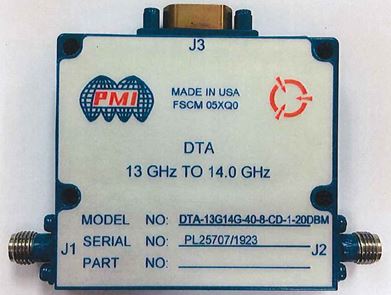 J3
PMI
MADE IN USA
FSCM 05XQ0
DTA
13 GHz TO 14.0 GHz
MODEL NO: DTA-13G14G-40-8-CD-1-20DBM
J1 SERIAL NO: PL25707/1923 J2
PART NO: